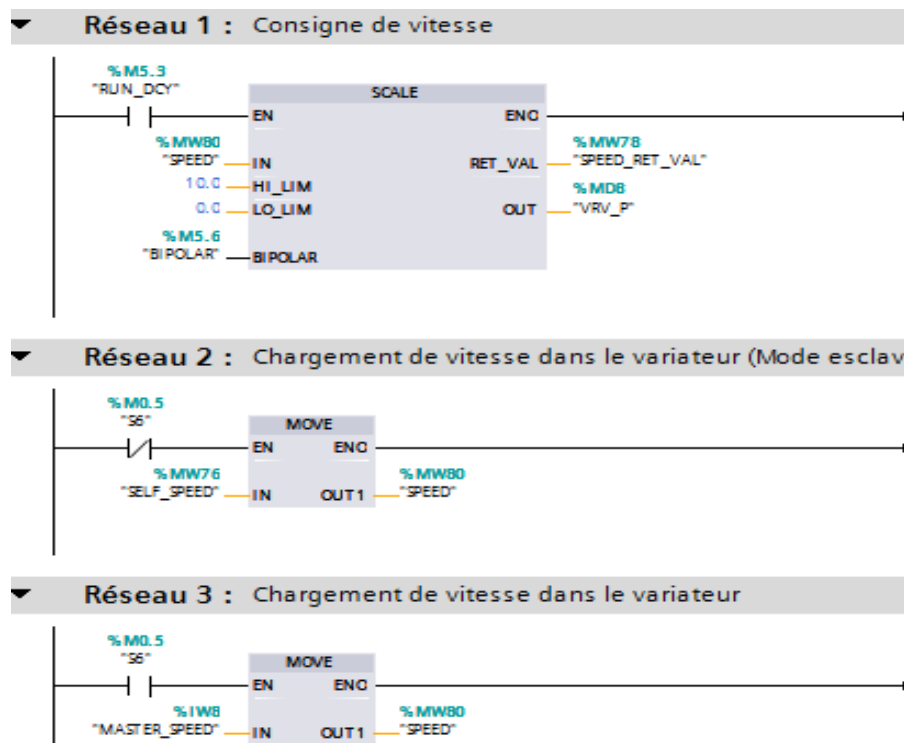 Réseau 1 : Consigne de vitesse
%M5.3
"RUN_DCY"
SCALE
EN ENO
%MW80
"SPEED" IN
%MW78
RET_VAL "SPEED_RET_VAL"
10.0 HI_LIM
0.0 LO_LIM
%MD8
OUT "VRV_P"
%M5.6
"BIPOLAR" BIPOLAR
Réseau 2 : Chargement de vitesse dans le variateur (Mode esclav
%M0.5
"S6"
MOVE
EN ENO
%MW76 %MW80
"SELF_SPEED" IN OUT1 "SPEED"
Réseau 3 : Chargement de vitesse dans le variateur
%M0.5
"S6"
MOVE
EN ENO
%IW8 %MW80
"MASTER_SPEED" IN OUT1 "SPEED"